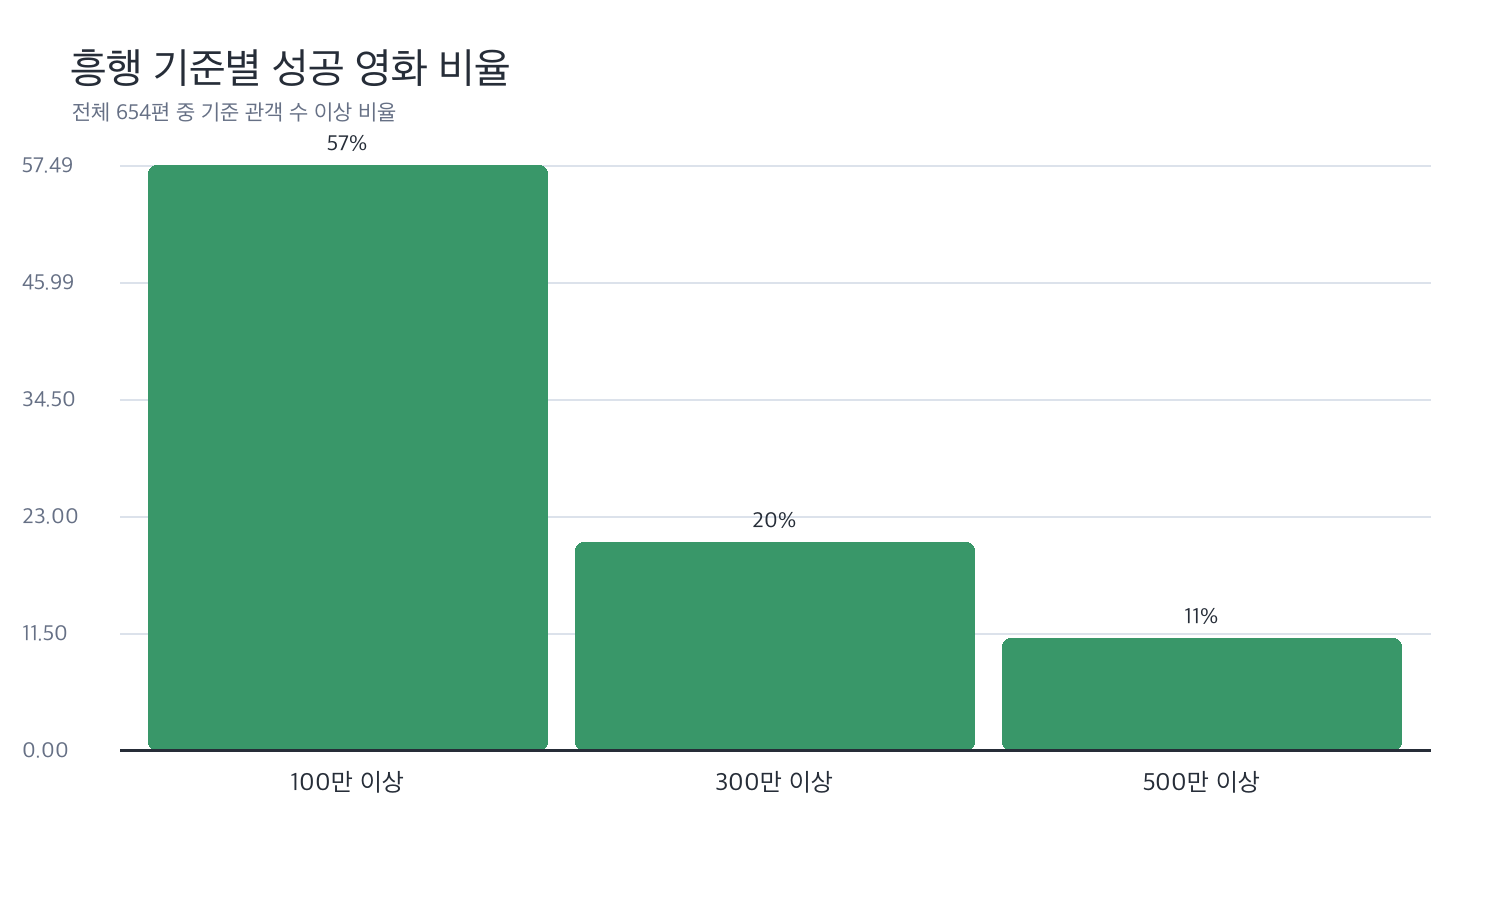 흥행 기준별 성공 영화 비율
전체 654편 중 기준 관객 수 이상 비율
57%
57.49
45.99
34.50
23.00
20%
11%
11.50
0.00
100만 이상
300만 이상
500만 이상